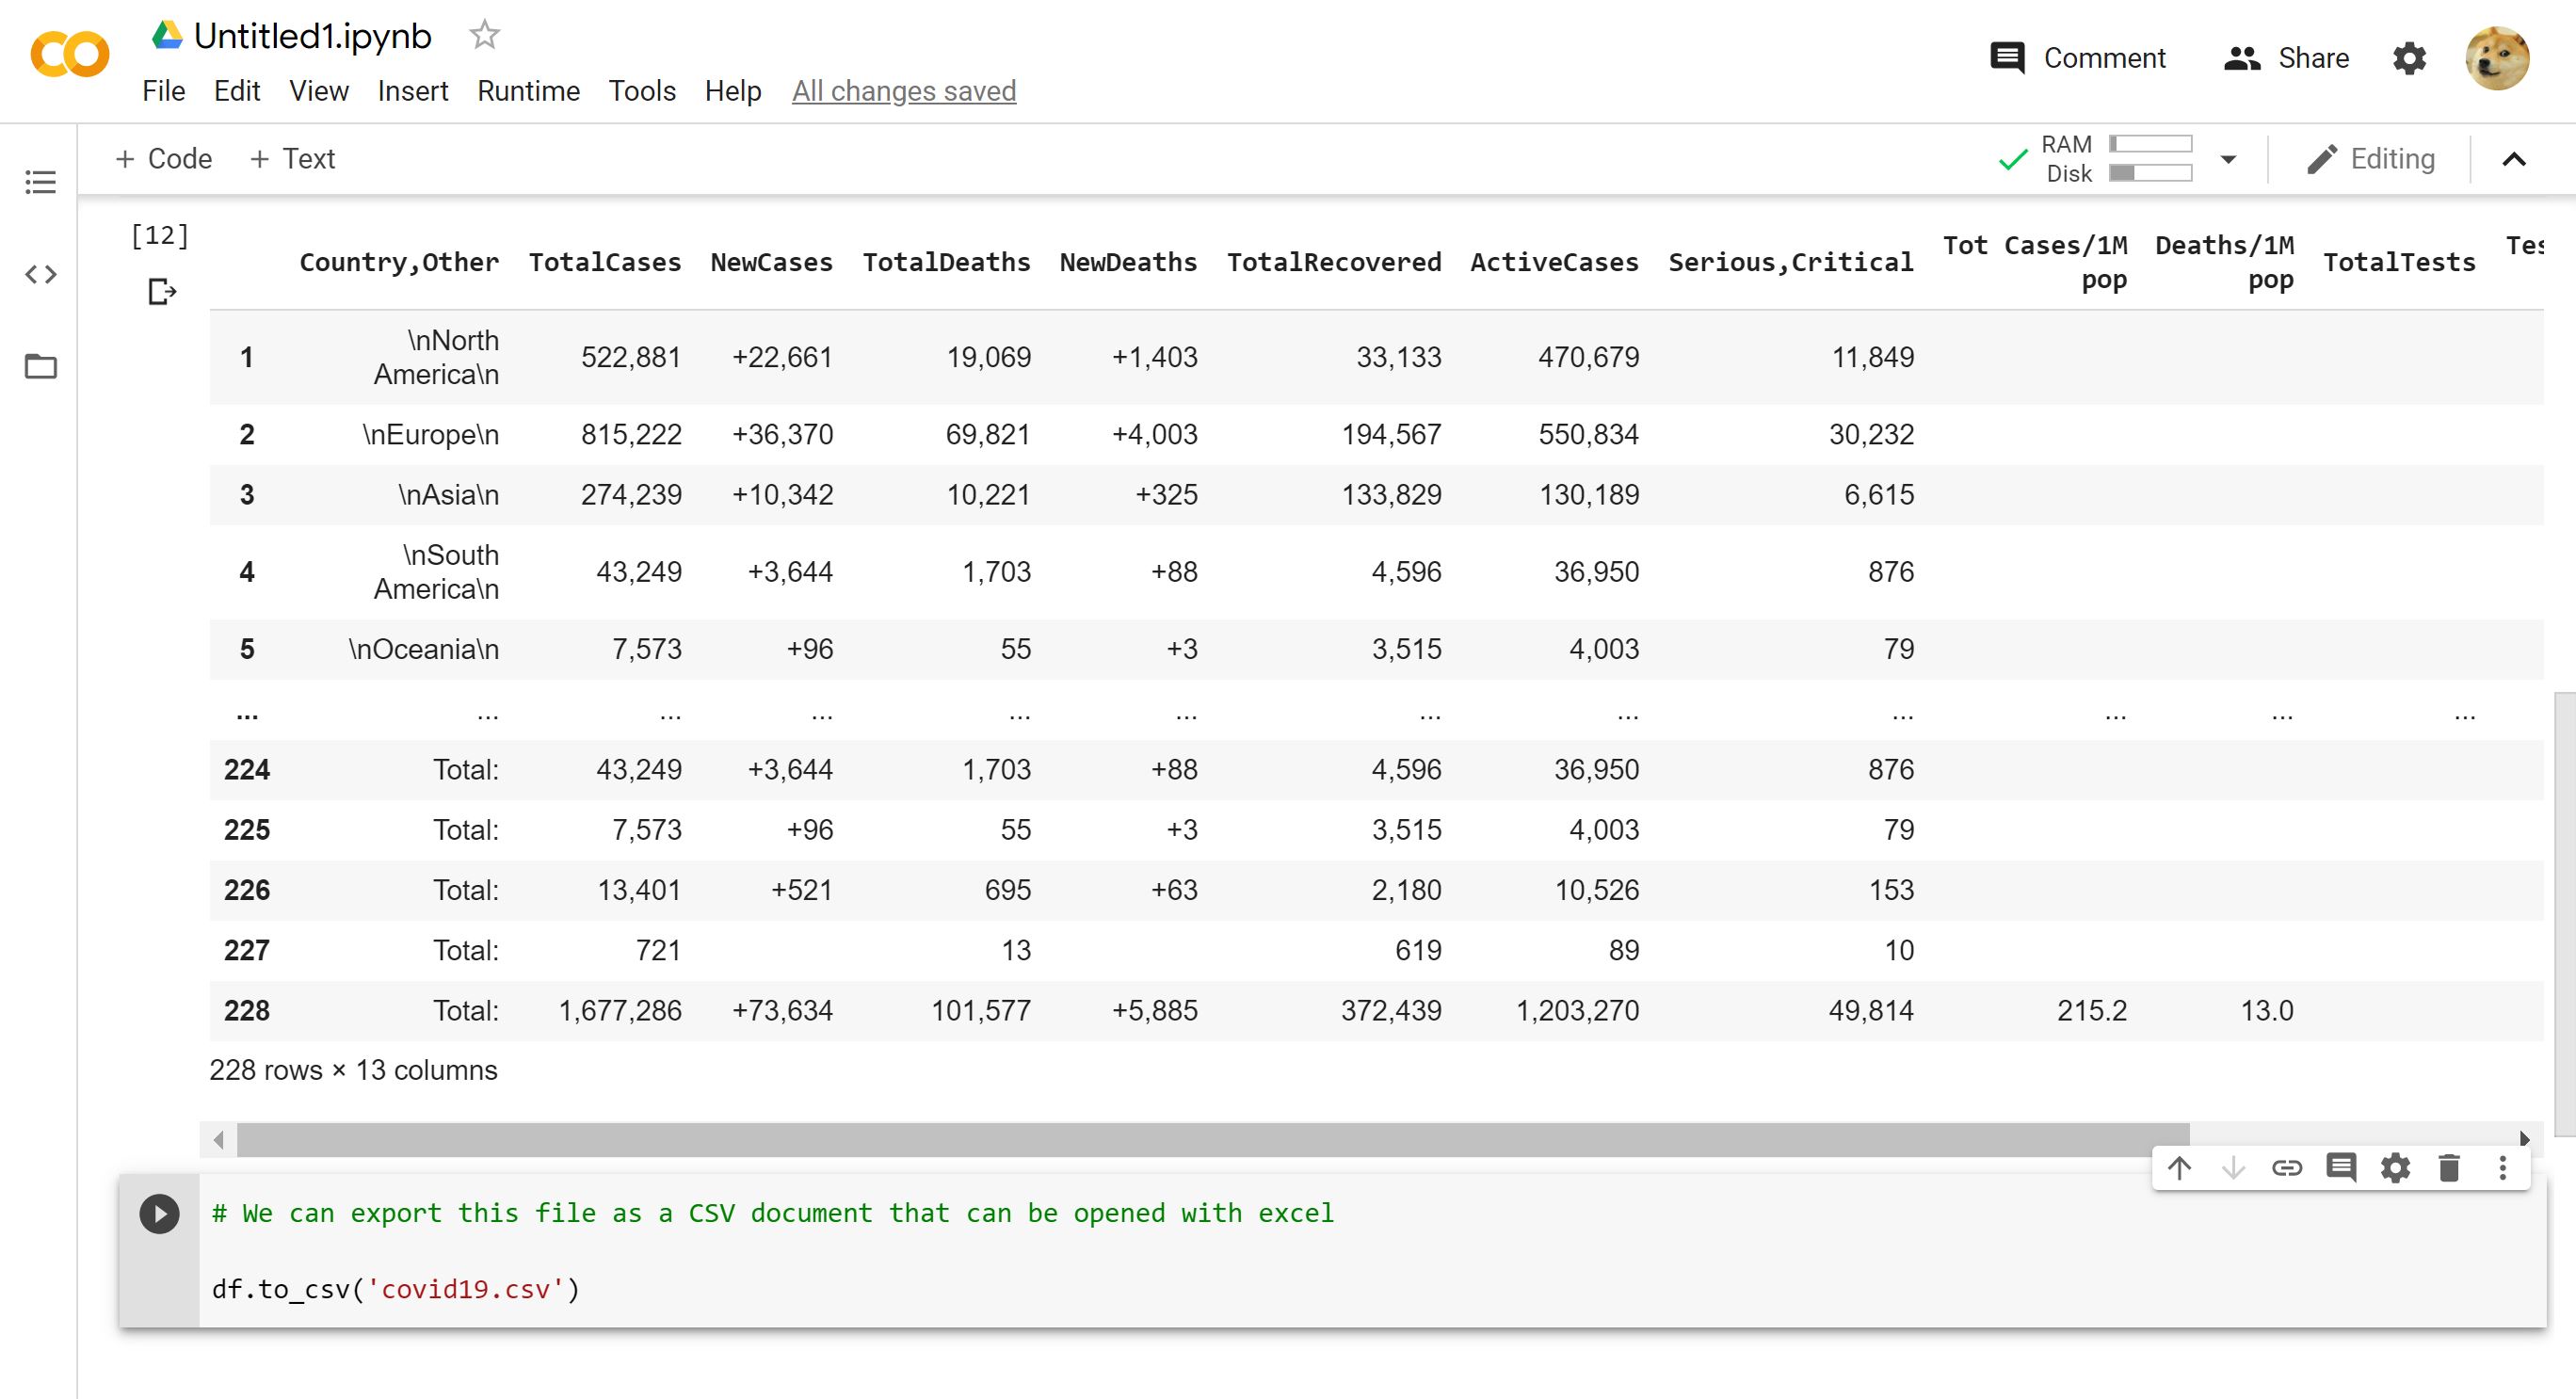 Untitled1.ipynb
File Edit View Insert Runtime Tools Help All changes saved
Comment Share
+ Code + Text
RAM
Disk
Editing
[12]
Country,Other TotalCases NewCases TotalDeaths NewDeaths TotalRecovered ActiveCases Serious,Critical Tot Cases/1M pop Deaths/1M pop TotalTests Tes
1 \nNorth America\n 522,881 +22,661 19,069 +1,403 33,133 470,679 11,849
2 \nEurope\n 815,222 +36,370 69,821 +4,003 194,567 550,834 30,232
3 \nAsia\n 274,239 +10,342 10,221 +325 133,829 130,189 6,615
4 \nSouth America\n 43,249 +3,644 1,703 +88 4,596 36,950 876
5 \nOceania\n 7,573 +96 55 +3 3,515 4,003 79
... ... ... ... ... ... ... ... ... ... ... ...
224 Total: 43,249 +3,644 1,703 +88 4,596 36,950 876
225 Total: 7,573 +96 55 +3 3,515 4,003 79
226 Total: 13,401 +521 695 +63 2,180 10,526 153
227 Total: 721 13 619 89 10
228 Total: 1,677,286 +73,634 101,577 +5,885 372,439 1,203,270 49,814 215.2 13.0
228 rows × 13 columns
# We can export this file as a CSV document that can be opened with excel
df.to_csv('covid19.csv')